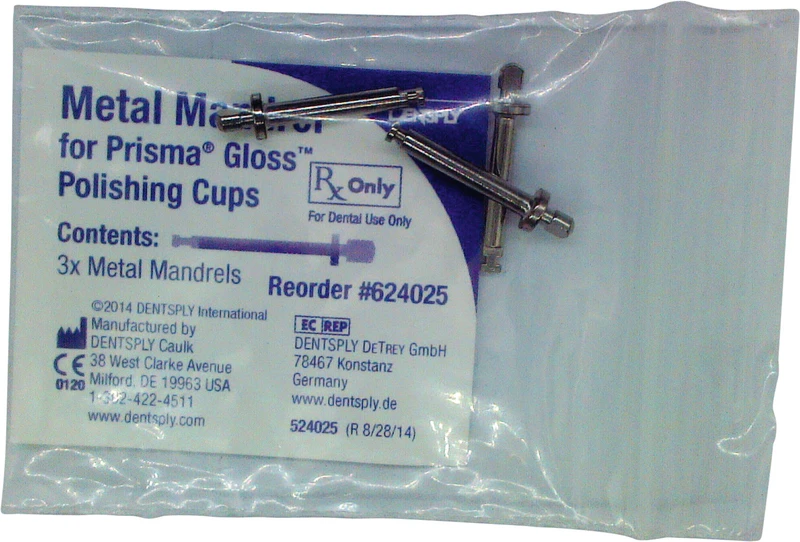 Metal
DENTSPLY
for Prisma® Gloss™
Polishing Cups
Rx Only
For Dental Use Only
Contents:
3x Metal Mandrels
Reorder #624025
©2014 DENTSPLY International
Manufactured by
DENTSPLY Caulk
38 West Clarke Avenue
Milford, DE 19963 USA
1-302-422-4511
www.dentsply.com
CE
0120
EC REP
DENTSPLY DETREY GmbH
78467 Konstanz
Germany
www.dentsply.de
524025 (R 8/28/14)